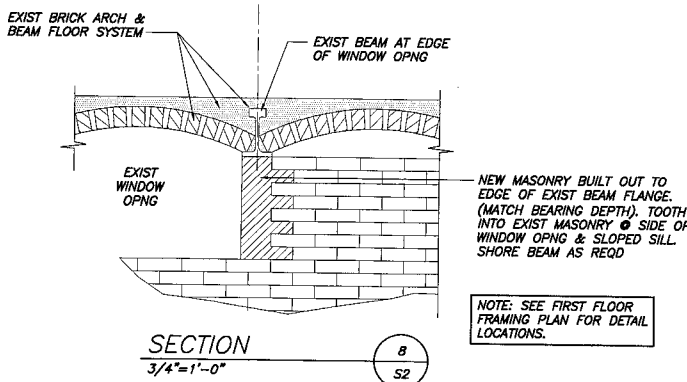 EXIST BRICK ARCH &
BEAM FLOOR SYSTEM
EXIST BEAM AT EDGE
OF WINDOW OPNG
EXIST
WINDOW
OPNG
NEW MASONRY BUILT OUT TO
EDGE OF EXIST BEAM FLANGE.
(MATCH BEARING DEPTH). TOOTH
INTO EXIST MASONRY @ SIDE OF
WINDOW OPNG & SLOPED SILL.
SHORE BEAM AS REQD
NOTE: SEE FIRST FLOOR
FRAMING PLAN FOR DETAIL
LOCATIONS.
SECTION
3/4"=1'-0"
8
S2